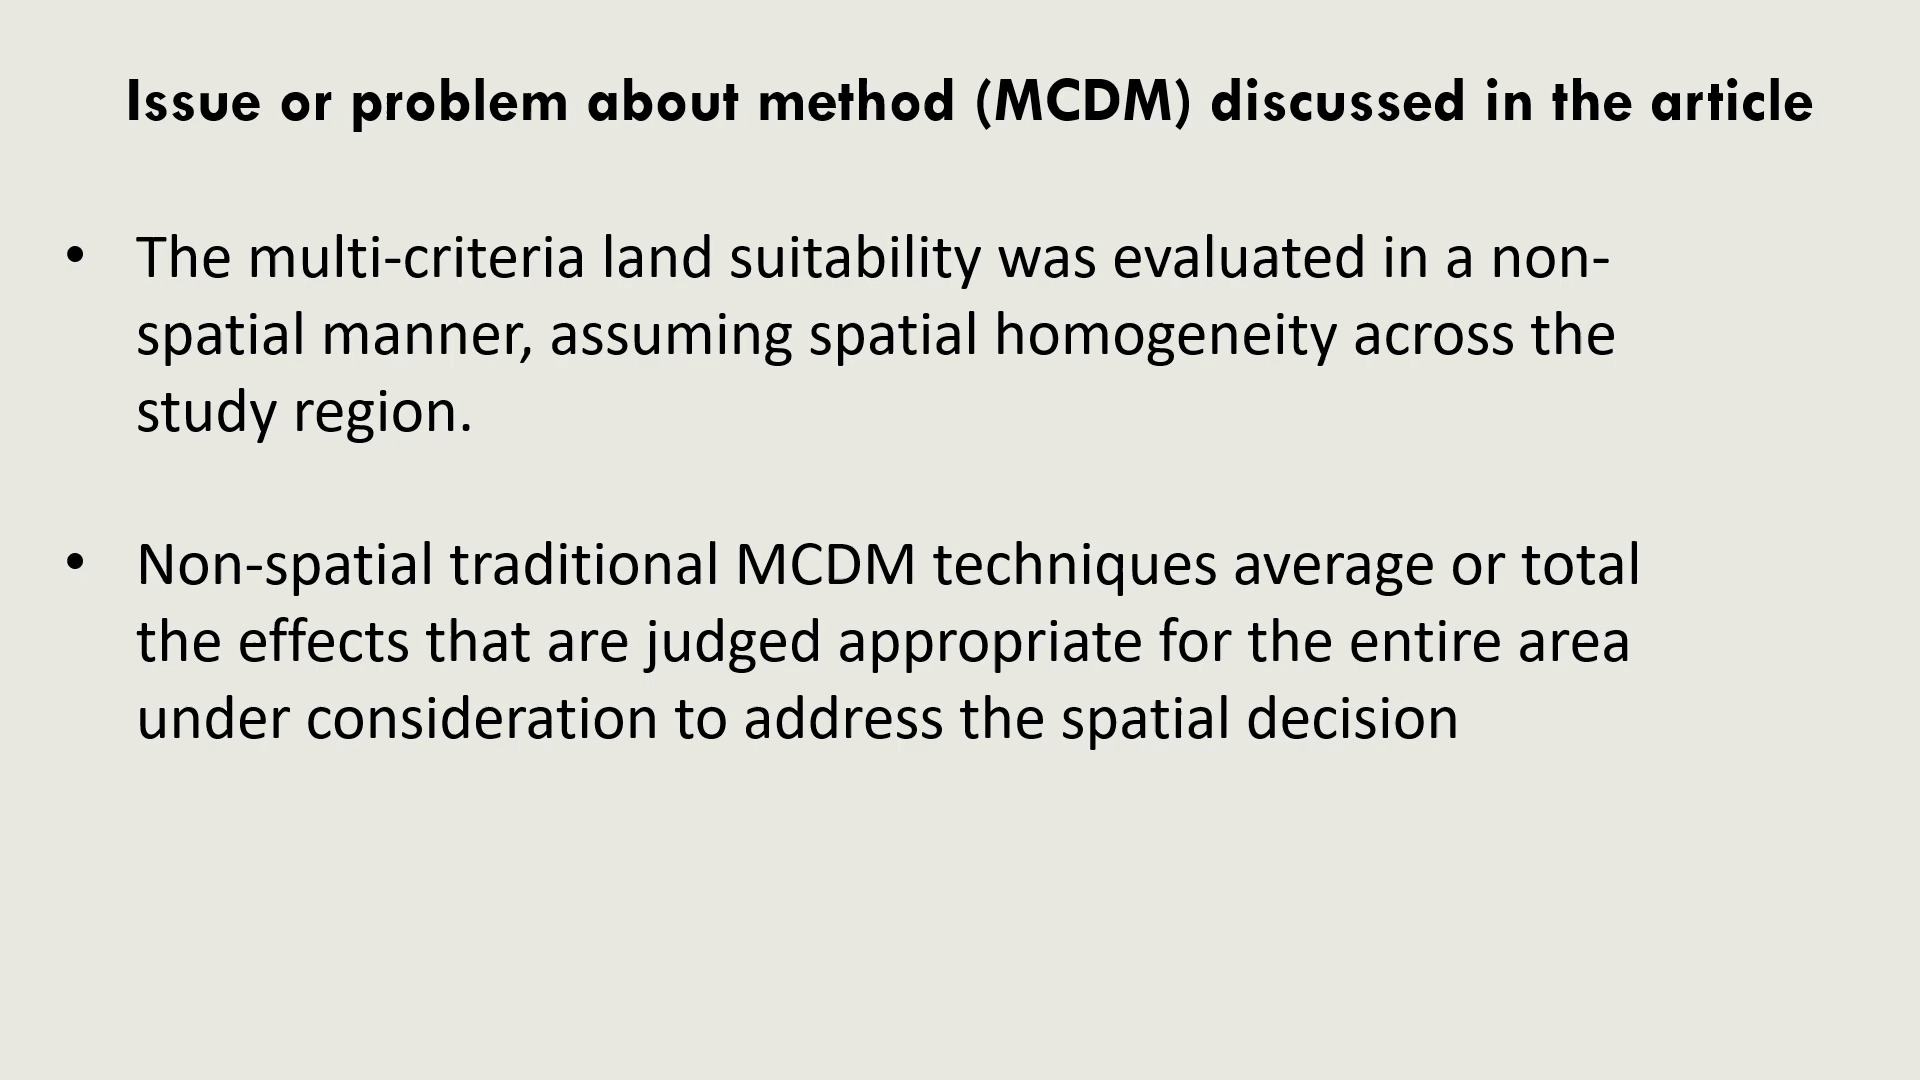 Issue or problem about method (MCDM) discussed in the article
• The multi-criteria land suitability was evaluated in a non-
spatial manner, assuming spatial homogeneity across the
study region.
• Non-spatial traditional MCDM techniques average or total
the effects that are judged appropriate for the entire area
under consideration to address the spatial decision